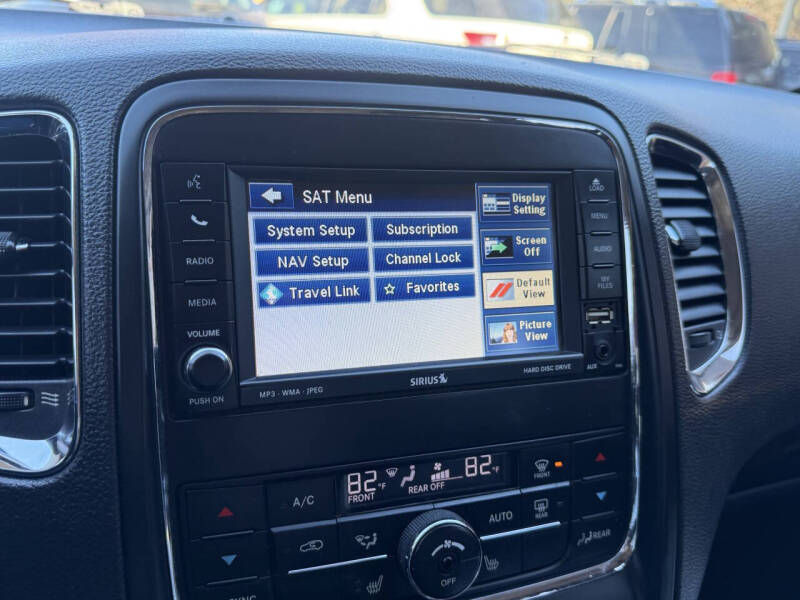 SAT Menu
System Setup
Subscription
NAV Setup
Channel Lock
Travel Link
Favorites
Display
Setting
Screen
Off
Default
View
Picture
View
RADIO
MEDIA
VOLUME
PUSH ON
LOAD
MENU
AUDIO
MY
FILES
AUX
MP3 - WMA - JPEG
SIRIUS
HARD DISC DRIVE
A/C
82 °F
FRONT
REAR OFF
82 °F
FRONT
AUTO
REAR
REAR
OFF
SYNC